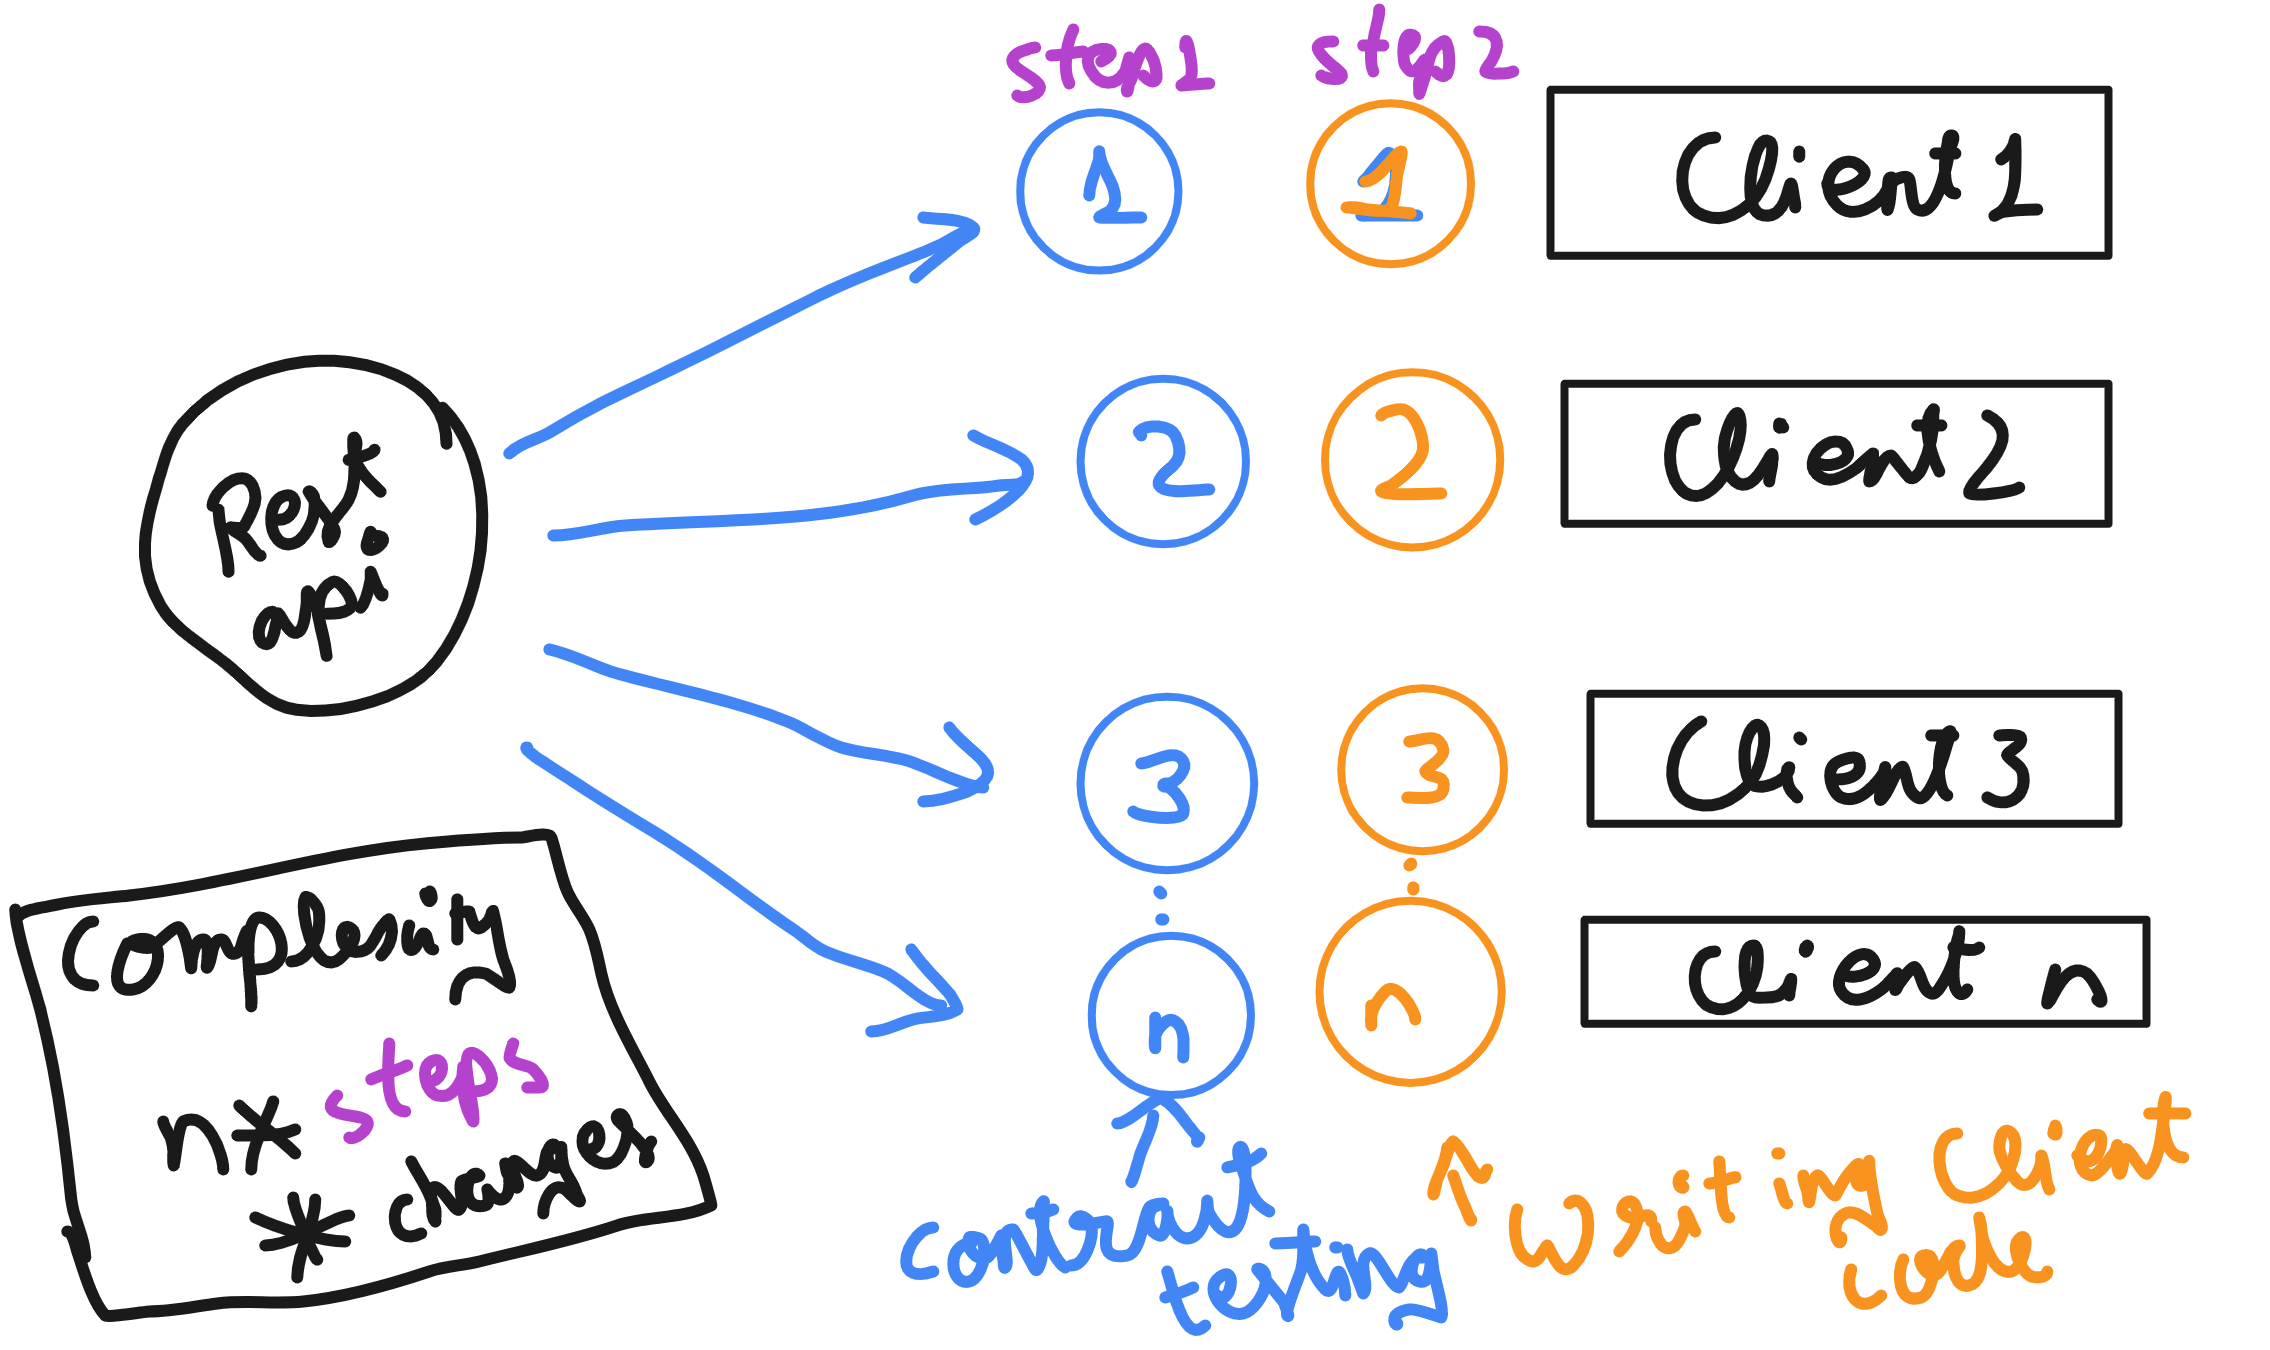 step1 step2
1 1 Client 1
2 2 Client 2
Rest
api
3 3 Client 3
n n Client n
Complexity
n* steps
* changes
contract
testing
writing Client
code